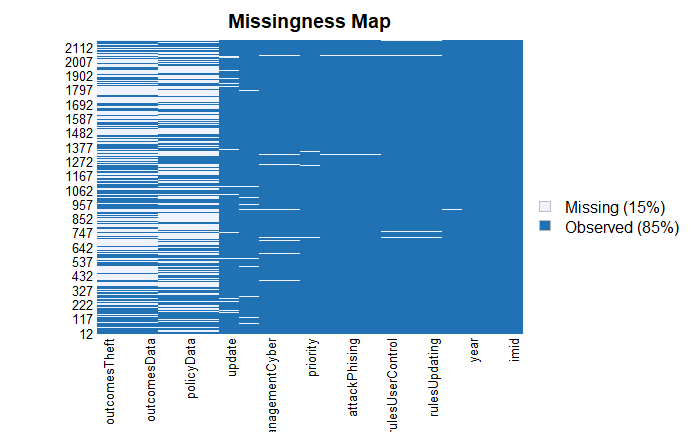 Missingness Map
2112
2007
1902
1797
1692
1587
1482
1377
1272
1167
1062
957
852
747
642
537
432
327
222
117
12
Missing (15%)
Observed (85%)
outcomesTheft
outcomesData
policyData
update
anagementCyber
priority
attackPhising
rulesUserControl
rulesUpdating
year
imid